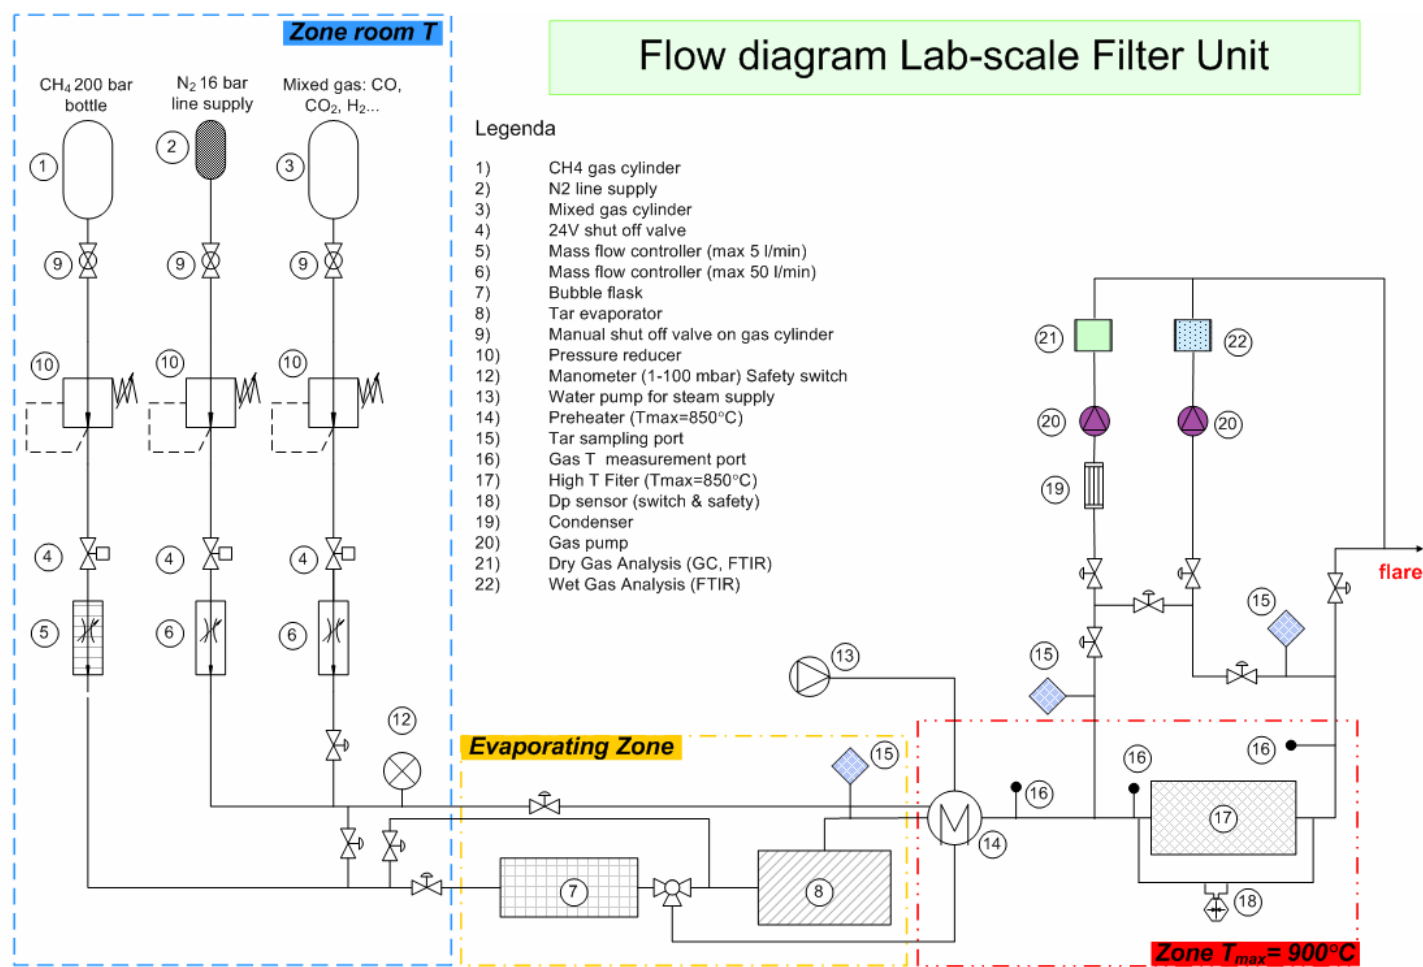 Zone room T
Flow diagram Lab-scale Filter Unit
CH4 200 bar
bottle
N2 16 bar
line supply
Mixed gas: CO,
CO2, H2...
Legenda
1) CH4 gas cylinder
2) N2 line supply
3) Mixed gas cylinder
4) 24V shut off valve
5) Mass flow controller (max 5 l/min)
6) Mass flow controller (max 50 l/min)
7) Bubble flask
8) Tar evaporator
9) Manual shut off valve on gas cylinder
10) Pressure reducer
12) Manometer (1-100 mbar) Safety switch
13) Water pump for steam supply
14) Preheater (Tmax=850°C)
15) Tar sampling port
16) Gas T measurement port
17) High T Fiter (Tmax=850°C)
18) Dp sensor (switch & safety)
19) Condenser
20) Gas pump
21) Dry Gas Analysis (GC, FTIR)
22) Wet Gas Analysis (FTIR)
1
2
3
9
9
9
10
10
10
4
4
4
5
6
6
12
21
22
20
20
19
flare
15
15
13
Evaporating Zone
15
16
16
16
14
17
7
8
18
Zone Tmax= 900°C